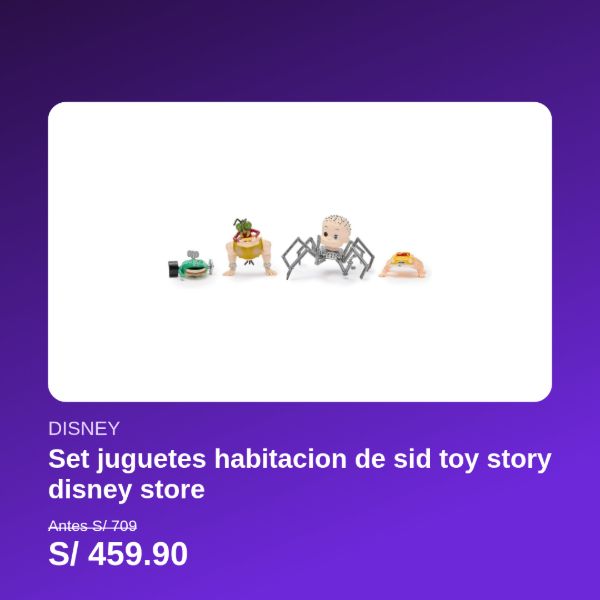 DISNEY
Set juguetes habitacion de sid toy story
disney store
Antes S/ 709
S/ 459.90